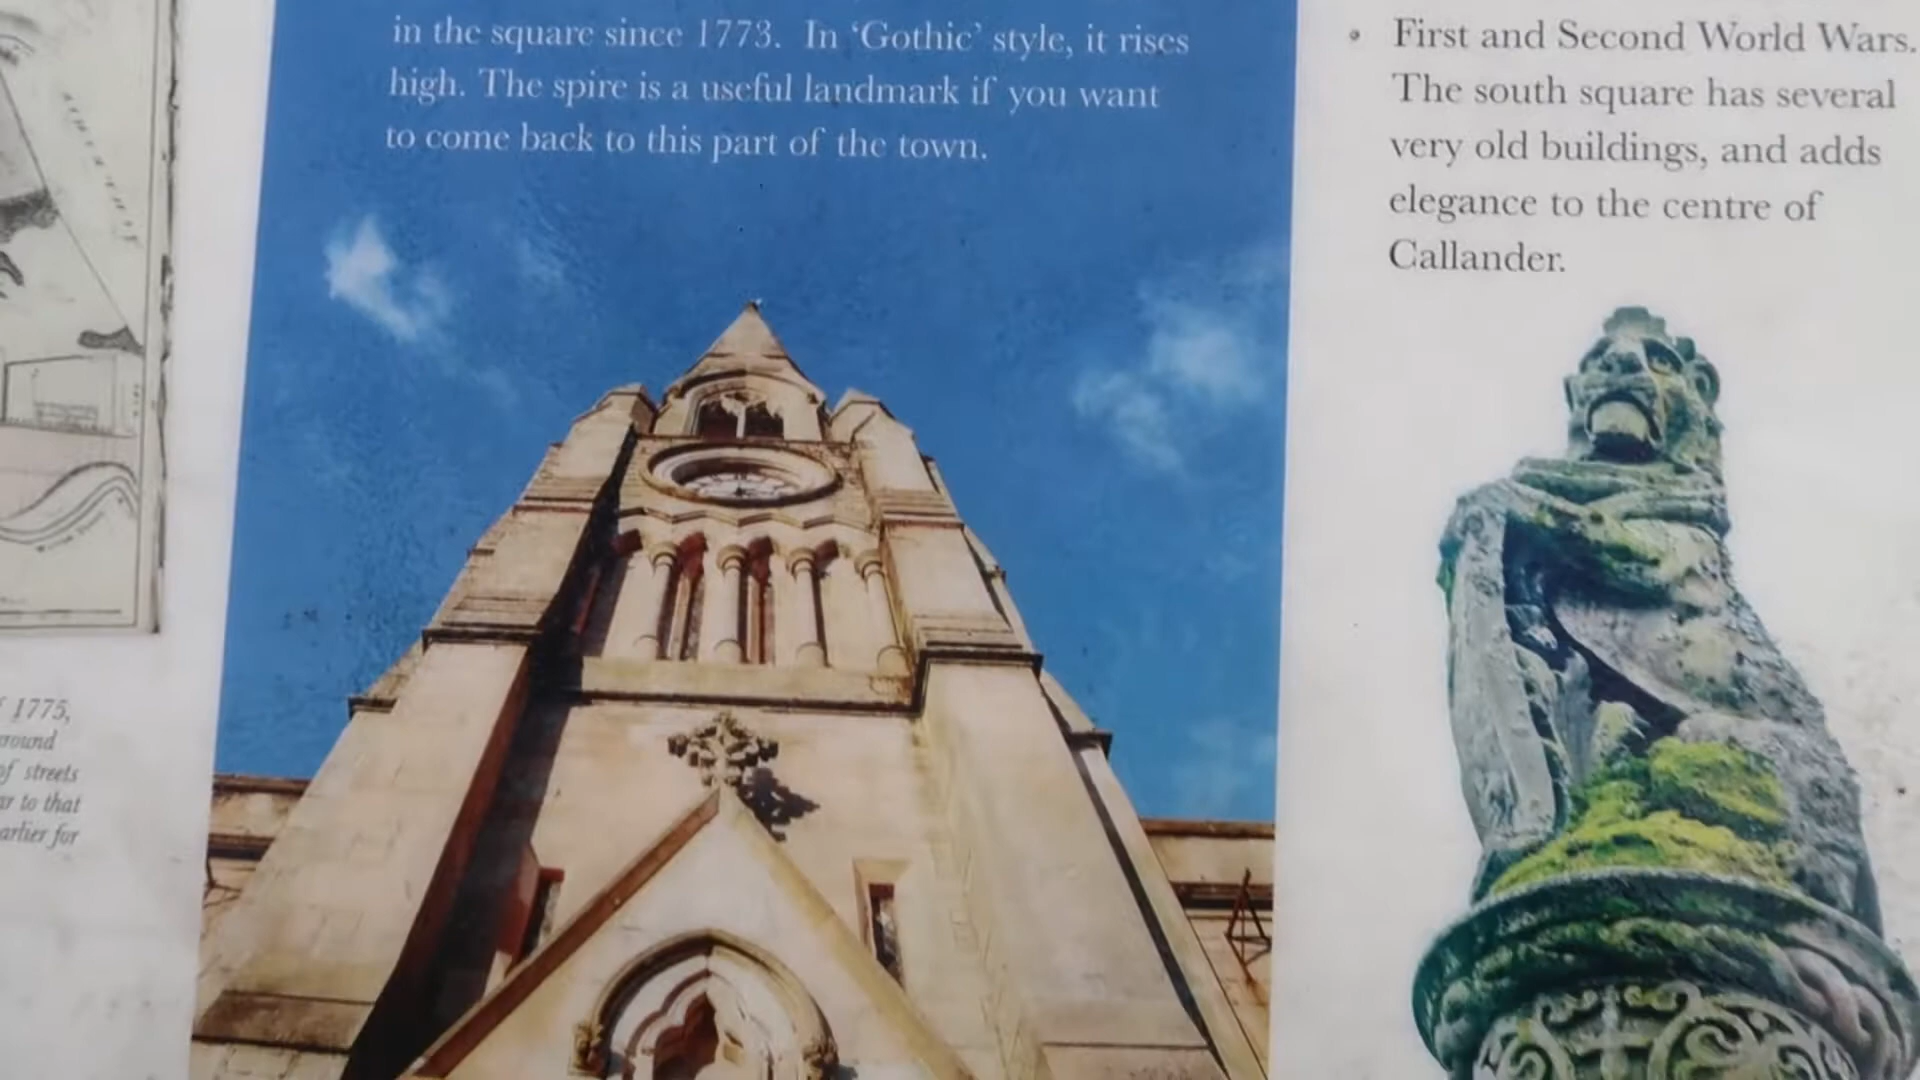 in the square since 1773. In ‘Gothic’ style, it rises
high. The spire is a useful landmark if you want
to come back to this part of the town.
First and Second World Wars.
The south square has several
very old buildings, and adds
elegance to the centre of
Callander.
1775,
of streets
to that
for